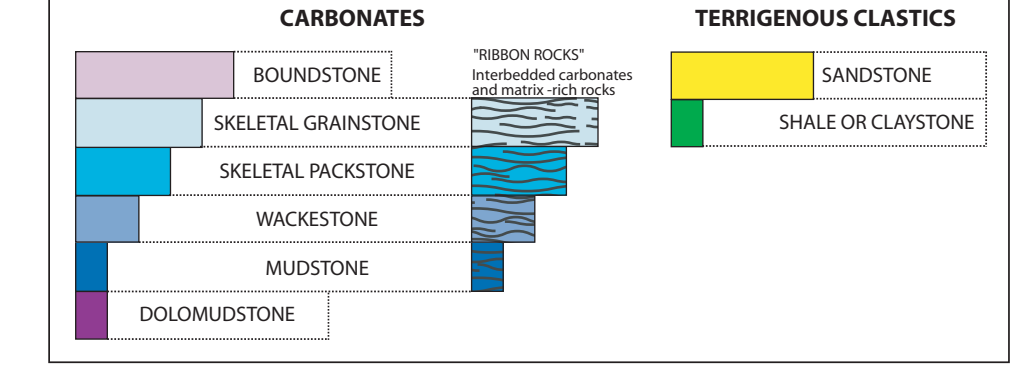 CARBONATES
TERRIGENOUS CLASTICS
"RIBBON ROCKS"
Interbedded carbonates
and matrix -rich rocks
BOUNDSTONE
SKELETAL GRAINSTONE
SKELETAL PACKSTONE
WACKESTONE
MUDSTONE
DOLOMUDSTONE
SANDSTONE
SHALE OR CLAYSTONE